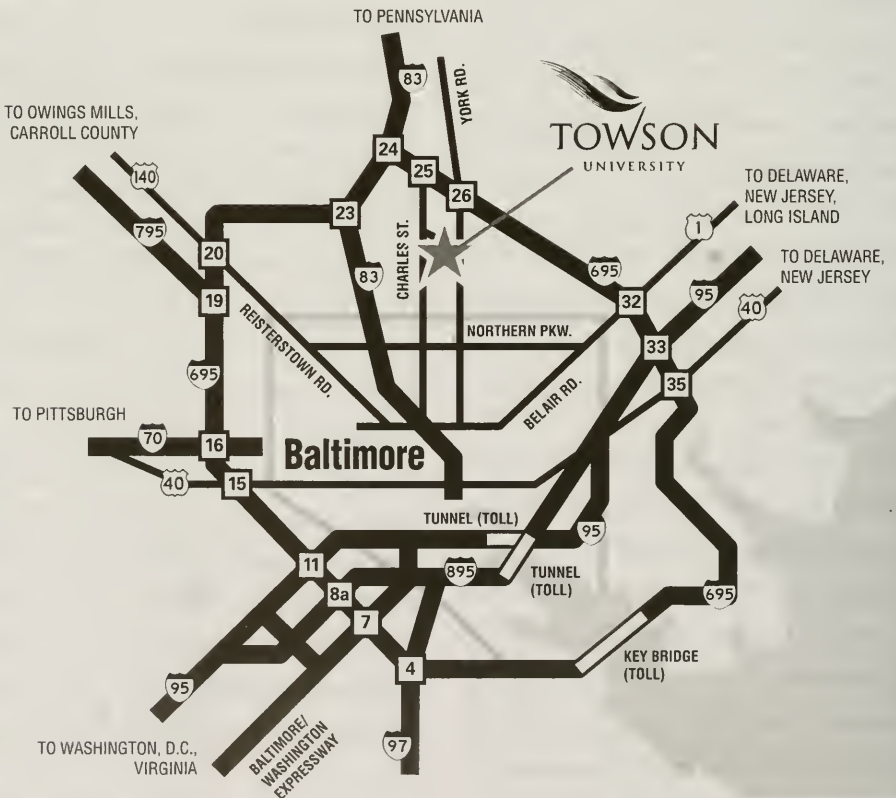 TO PENNSYLVANIA
83
YORK RD.
TOWSON
UNIVERSITY
TO OWINGS MILLS,
CARROLL COUNTY
140
795
24
25
26
23
20
19
CHARLES ST.
83
TO DELAWARE,
NEW JERSEY,
LONG ISLAND
1
TO DELAWARE,
NEW JERSEY
695
95
40
32
33
35
REISTERSTOWN RD.
NORTHERN PKW.
BELAIR RD.
695
TO PITTSBURGH
70
16
40
15
Baltimore
TUNNEL (TOLL)
95
11
895
TUNNEL
(TOLL)
8a
7
4
695
KEY BRIDGE
(TOLL)
95
97
TO WASHINGTON, D.C.,
VIRGINIA
BALTIMORE/
WASHINGTON
EXPRESSWAY